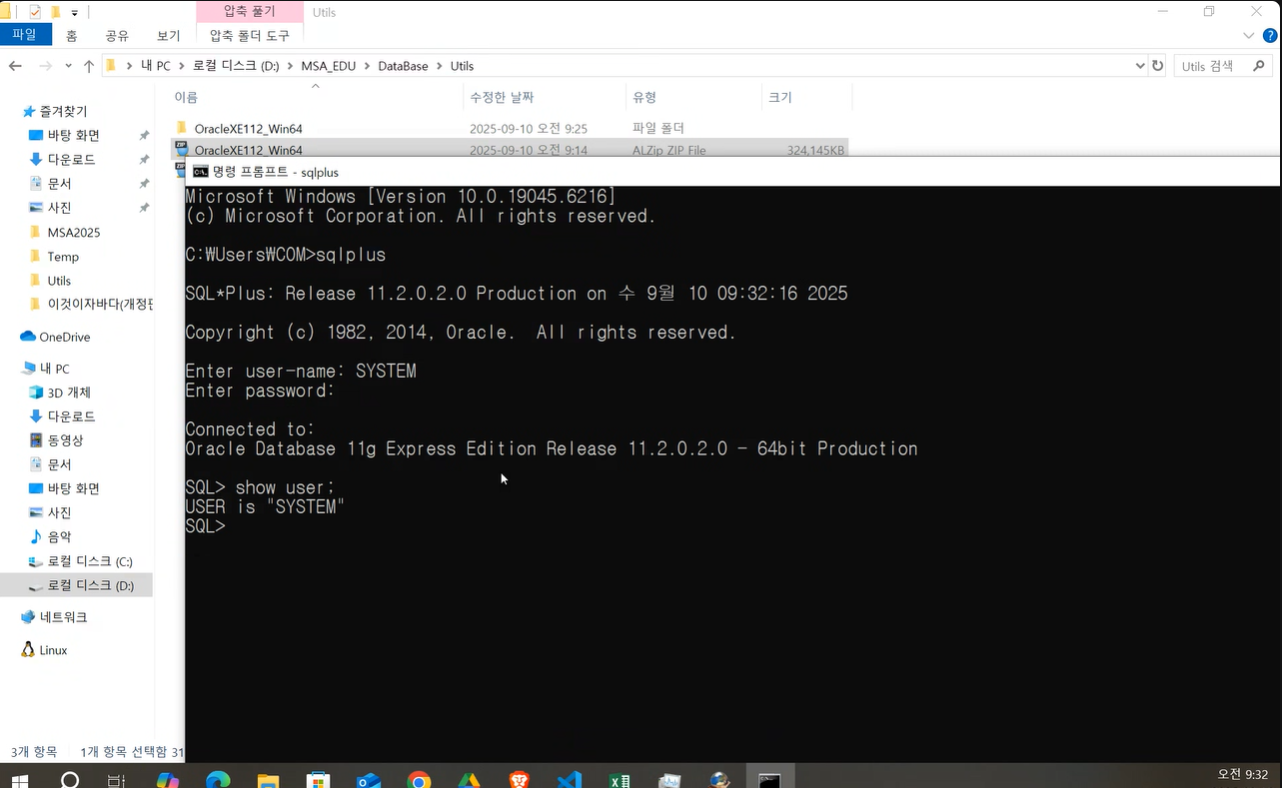 압축 풀기
Utils
파일
홈
공유
보기
압축 폴더 도구
내 PC > 로컬 디스크 (D:) > MSA_EDU > DataBase > Utils
Utils 검색
이름
수정한 날짜
유형
크기
OracleXE112_Win64 2025-09-10 오전 9:25 파일 폴더
OracleXE112_Win64 2025-09-10 오전 9:14 ALZip ZIP File 324,145KB
즐겨찾기
바탕 화면
다운로드
문서
사진
MSA2025
Temp
Utils
이것이자바다(개정판
OneDrive
내 PC
3D 개체
다운로드
동영상
문서
바탕 화면
사진
음악
로컬 디스크 (C:)
로컬 디스크 (D:)
네트워크
Linux
3개 항목
1개 항목 선택함 31
명령 프롬프트 - sqlplus
Microsoft Windows [Version 10.0.19045.6216]
(c) Microsoft Corporation. All rights reserved.
C:₩Users₩COM>sqlplus
SQL*Plus: Release 11.2.0.2.0 Production on 수 9월 10 09:32:16 2025
Copyright (c) 1982, 2014, Oracle.  All rights reserved.
Enter user-name: SYSTEM
Enter password:
Connected to:
Oracle Database 11g Express Edition Release 11.2.0.2.0 - 64bit Production
SQL> show user;
USER is "SYSTEM"
SQL>
오전 9:32